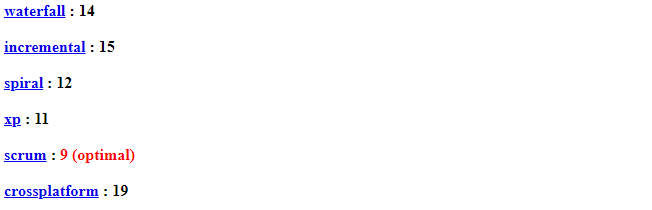 waterfall : 14
incremental : 15
spiral : 12
xp : 11
scrum : 9 (optimal)
crossplatform : 19